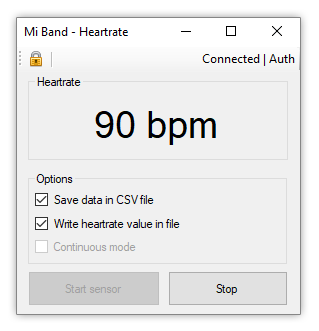 Mi Band - Heartrate
Connected | Auth
Heartrate
90 bpm
Options
Save data in CSV file
Write heartrate value in file
Continuous mode
Start sensor
Stop